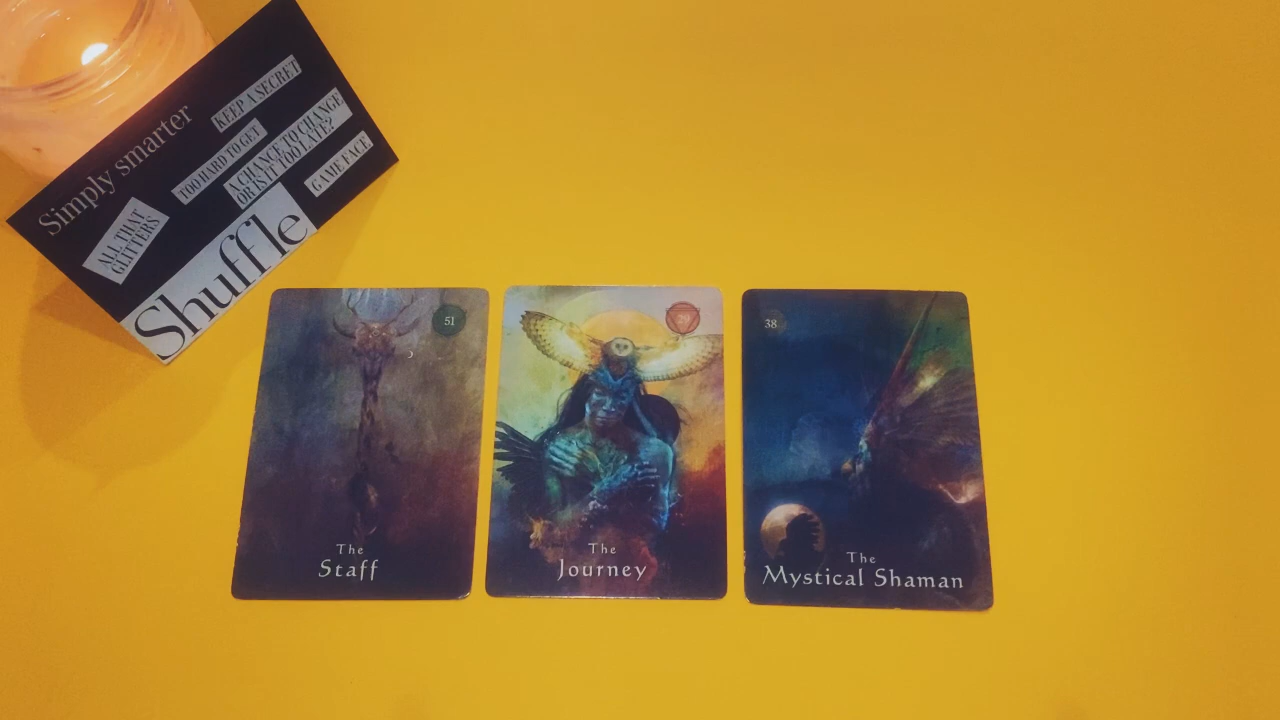 Simply smarter
KEEP A SECRET
TOO HARD TO GET
A CHANCE TO CHANGE
OR IS IT TOO LATE?
GAME FACE
ALL THAT
GLITTERS
Shuffle
51
The
Staff
29
The
Journey
38
The
Mystical Shaman